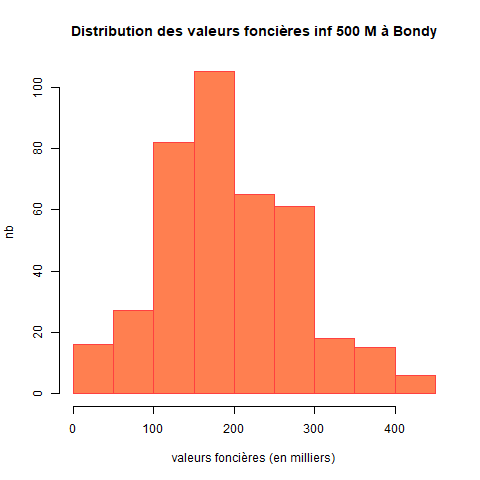 Distribution des valeurs foncières inf 500 M à Bondy
nb
100
80
60
40
20
0
0 100 200 300 400
valeurs foncières (en milliers)